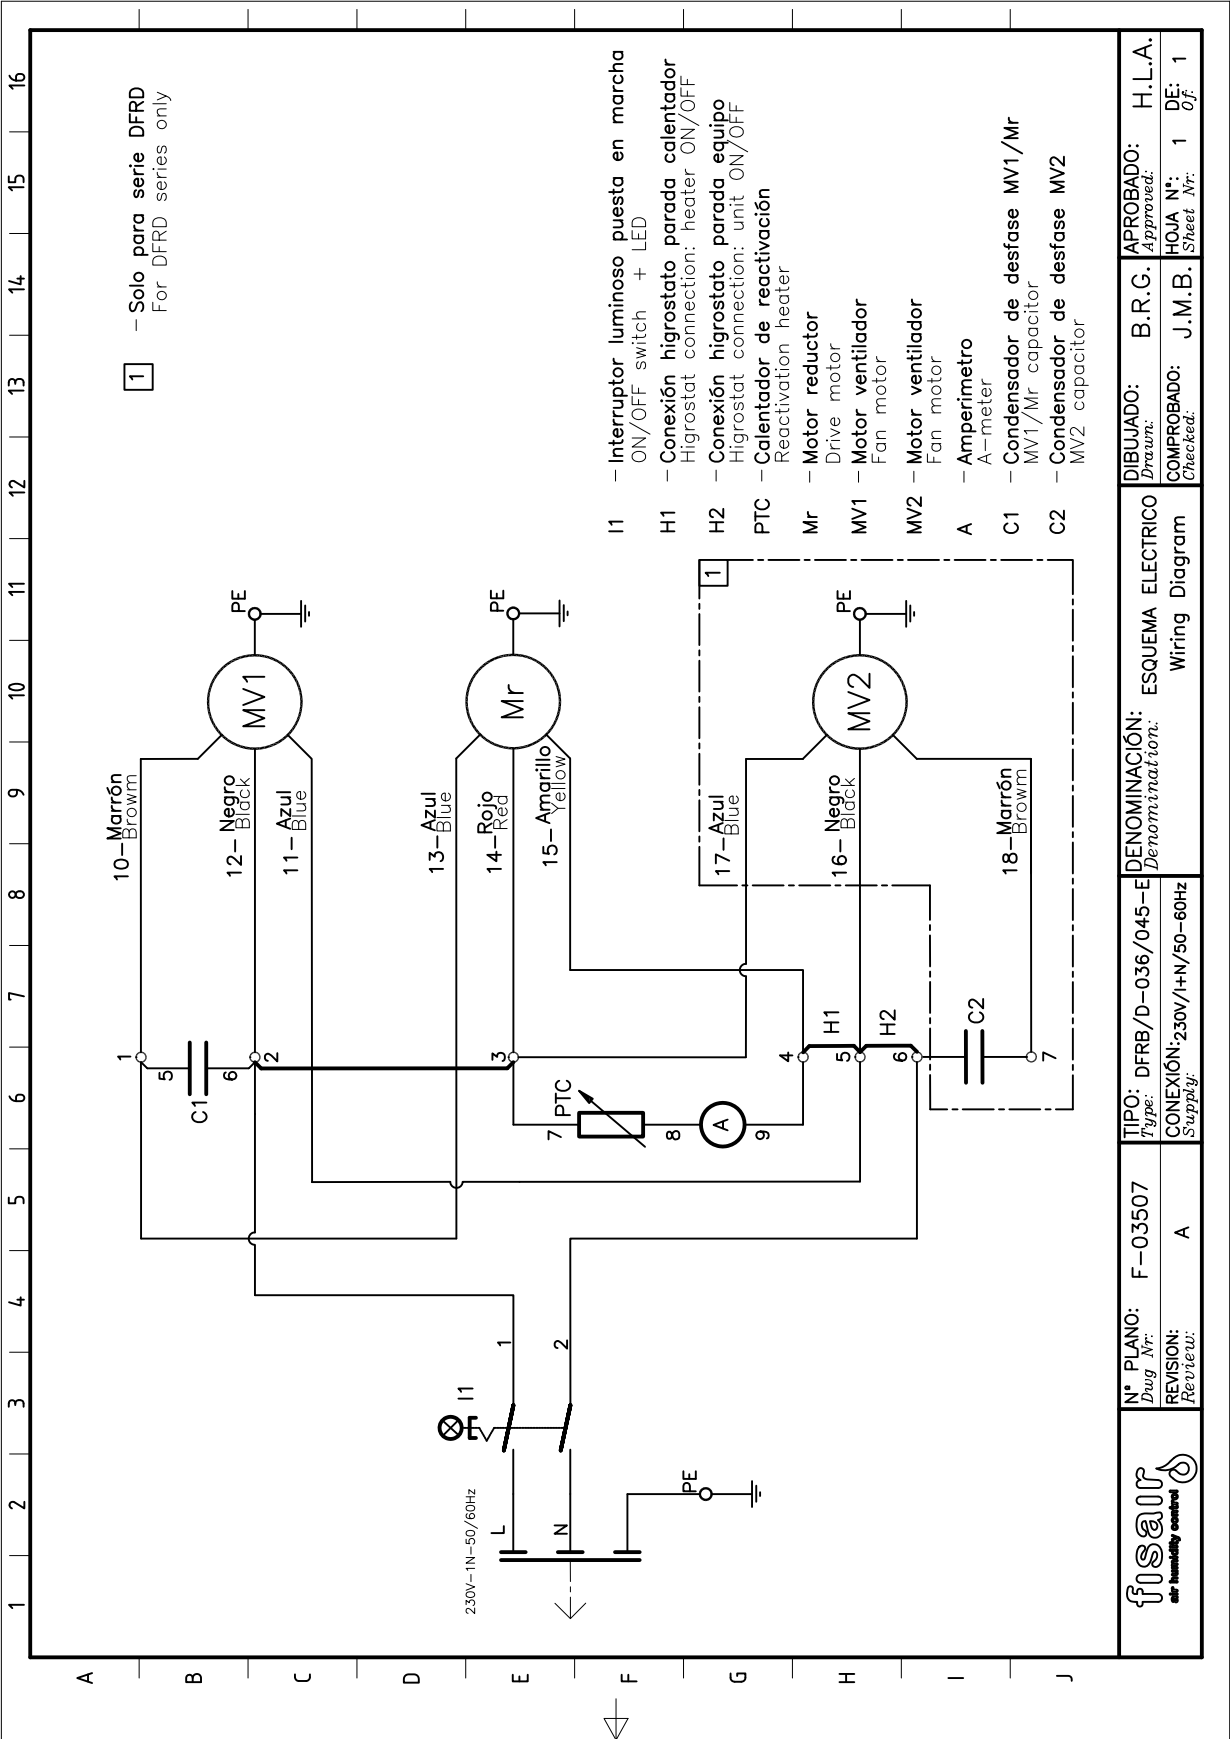 1 2 3 4 5 6 7 8 9 10 11 12 13 14 15 16
A
B
C
D
E
F
G
H
I
J
1
– Solo para serie DFRD
For DFRD series only
10–Marrón
Browm
12– Negro
Black
11– Azul
Blue
MV1
PE
1
5
C1
6
2
13–Azul
Blue
14–Rojo
Red
15–Amarillo
Yellow
Mr
PE
3
PTC
7
8
A
9
4
H1
5
H2
6
17–Azul
Blue
16– Negro
Black
18–Marrón
Browm
MV2
PE
1
C2
7
230V–1N–50/60Hz
L
N
PE
I1
1
2
I1 – Interruptor luminoso puesta en marcha
ON/OFF switch + LED
H1 – Conexión higrostato parada calentador
Higrostat connection: heater ON/OFF
H2 – Conexión higrostato parada equipo
Higrostat connection: unit ON/OFF
PTC – Calentador de reactivación
Reactivation heater
Mr – Motor reductor
Drive motor
MV1 – Motor ventilador
Fan motor
MV2 – Motor ventilador
Fan motor
A – Amperimetro
A–meter
C1 – Condensador de desfase MV1/Mr
MV1/Mr capacitor
C2 – Condensador de desfase MV2
MV2 capacitor
fisair
air humidity control
Nº PLANO: F–03507
Dwg Nr:
REVISION: A
Review:
TIPO: DFRB/D–036/045–E
Type:
CONEXIÓN: 230V/I+N/50–60Hz
Supply:
DENOMINACIÓN: ESQUEMA ELECTRICO
Denomination: Wiring Diagram
DIBUJADO: B.R.G.
Drawn:
COMPROBADO: J.M.B.
Checked:
APROBADO: H.L.A.
Approved:
HOJA Nº: 1 DE: 1
Sheet Nr: Of: